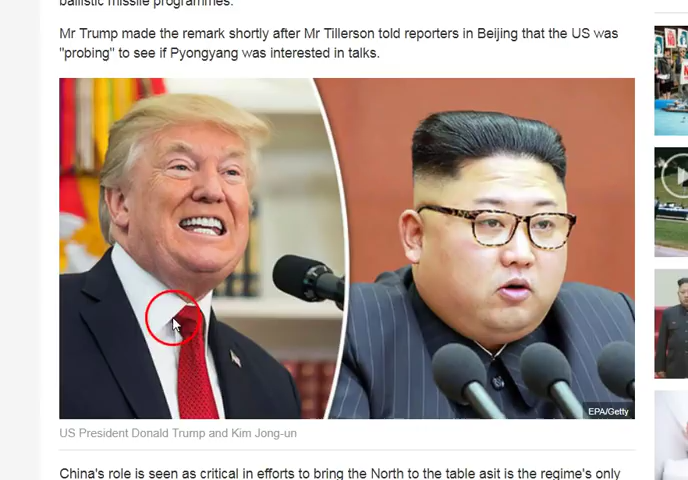 ballistic missile programmes.
Mr Trump made the remark shortly after Mr Tillerson told reporters in Beijing that the US was
"probing" to see if Pyongyang was interested in talks.
EPA/Getty
US President Donald Trump and Kim Jong-un
China's role is seen as critical in efforts to bring the North to the table asit is the regime's only